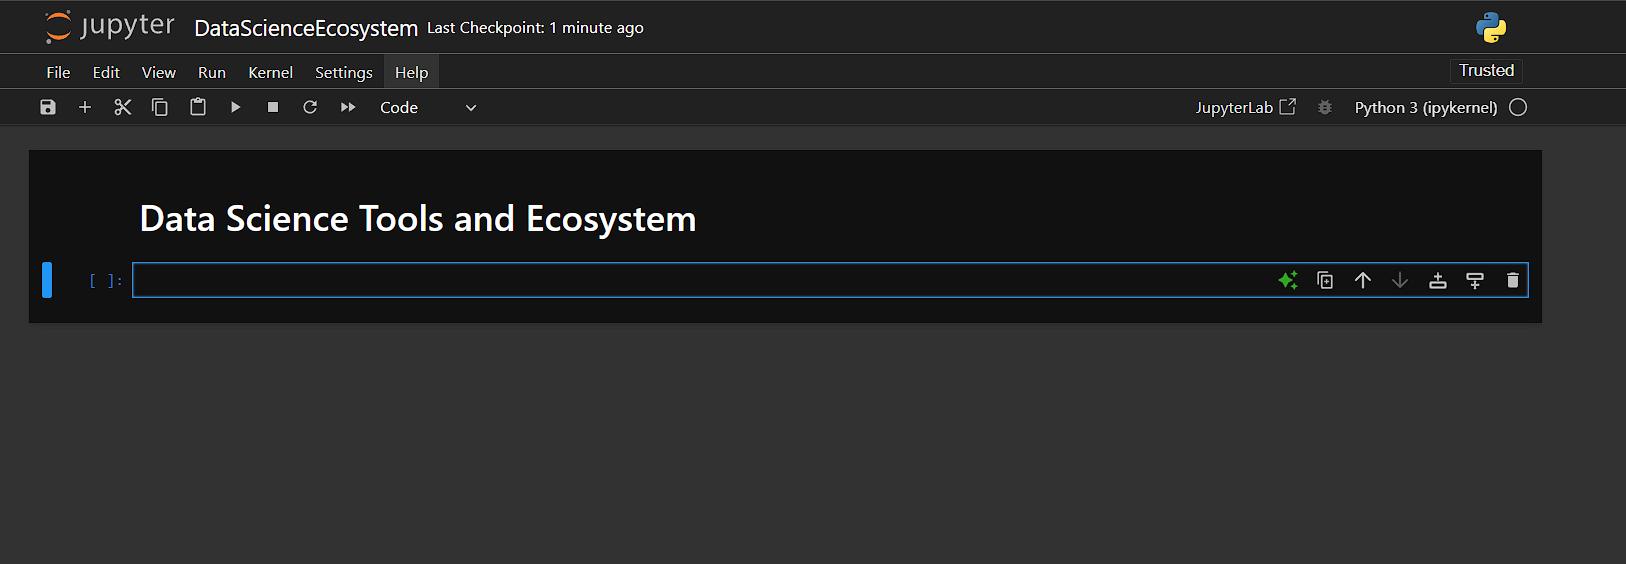 jupyter DataScienceEcosystem Last Checkpoint: 1 minute ago
File Edit View Run Kernel Settings Help Trusted
Code JupyterLab Python 3 (ipykernel)
Data Science Tools and Ecosystem
[ ]: